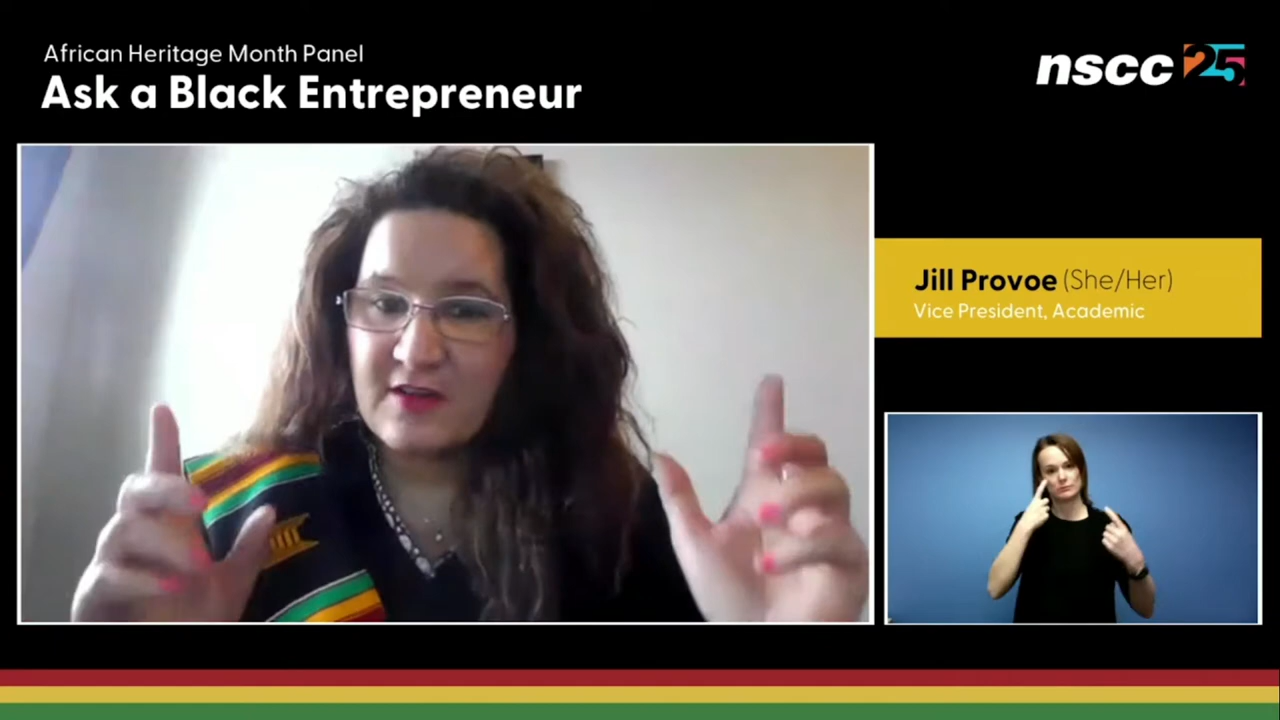 African Heritage Month Panel
Ask a Black Entrepreneur
nscc 25
Jill Provoe (She/Her)
Vice President, Academic